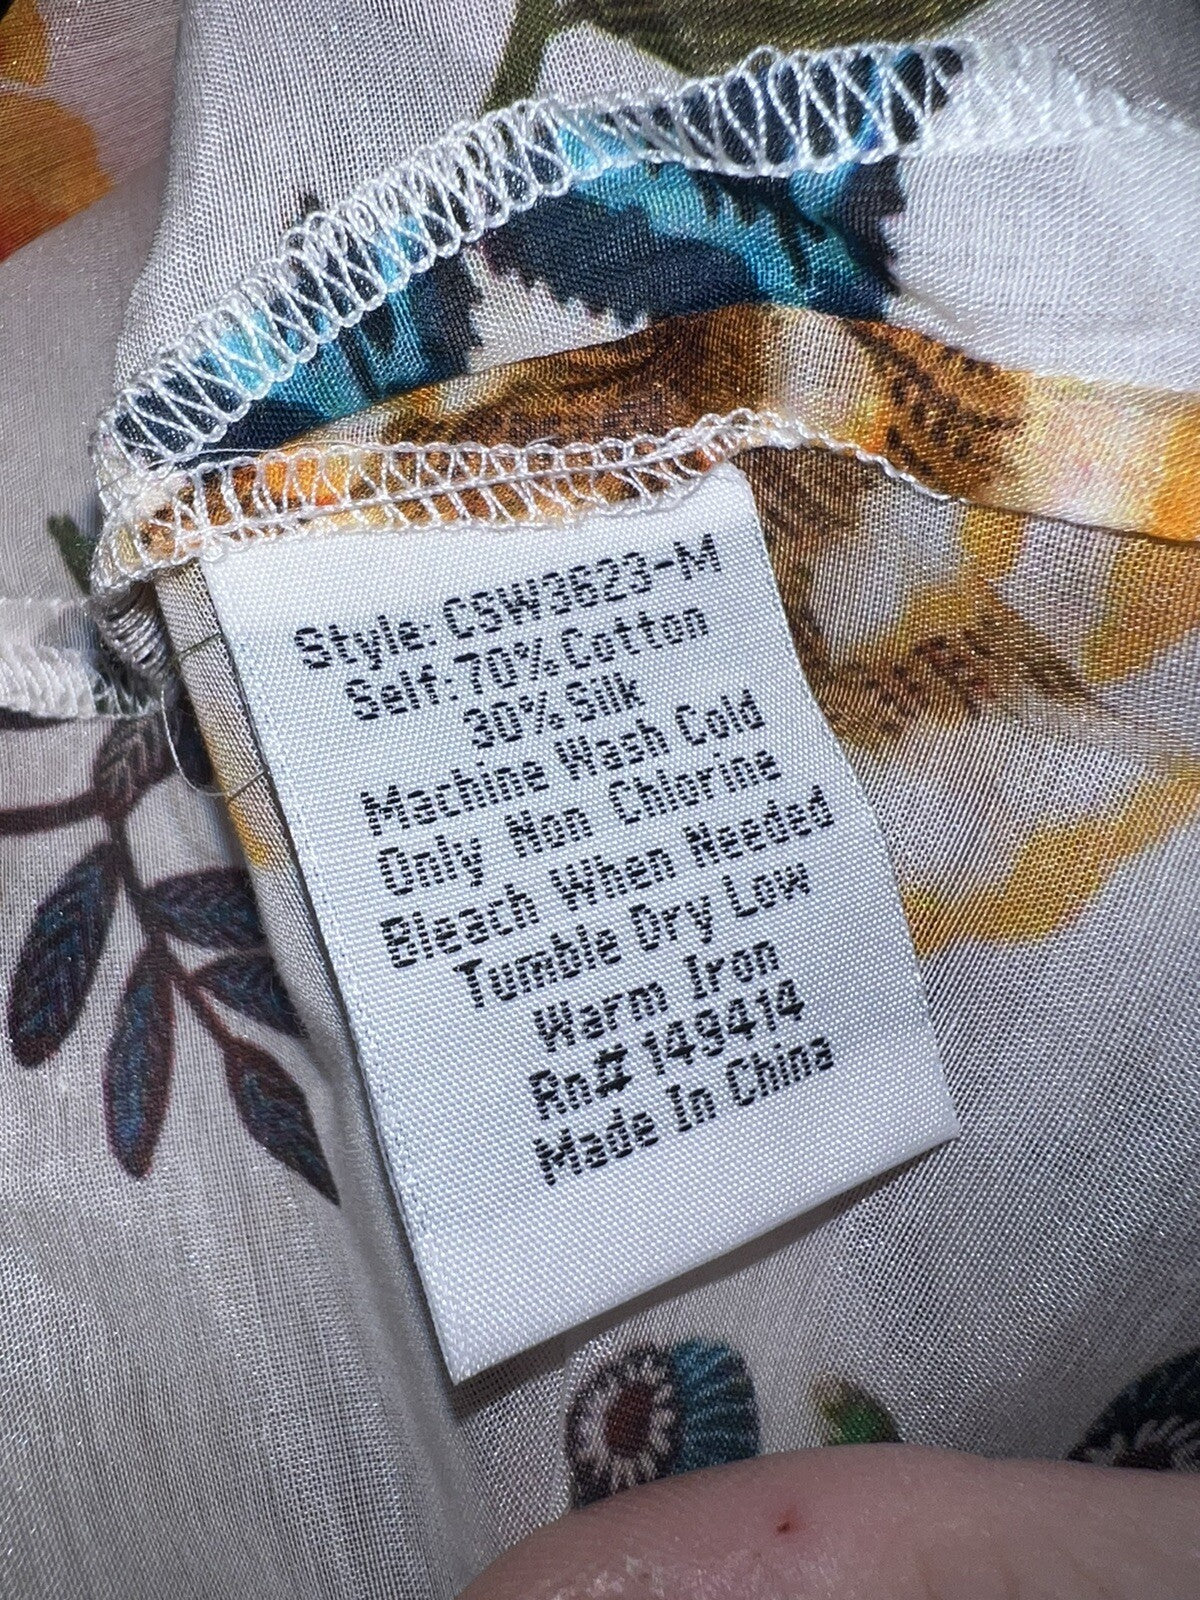 Style: CSW3623-M
Self: 70% Cotton
30% Silk
Machine Wash Cold
Only Non Chlorine
Bleach When Needed
Tumble Dry Low
Warm Iron
Rn# 149414
Made In China